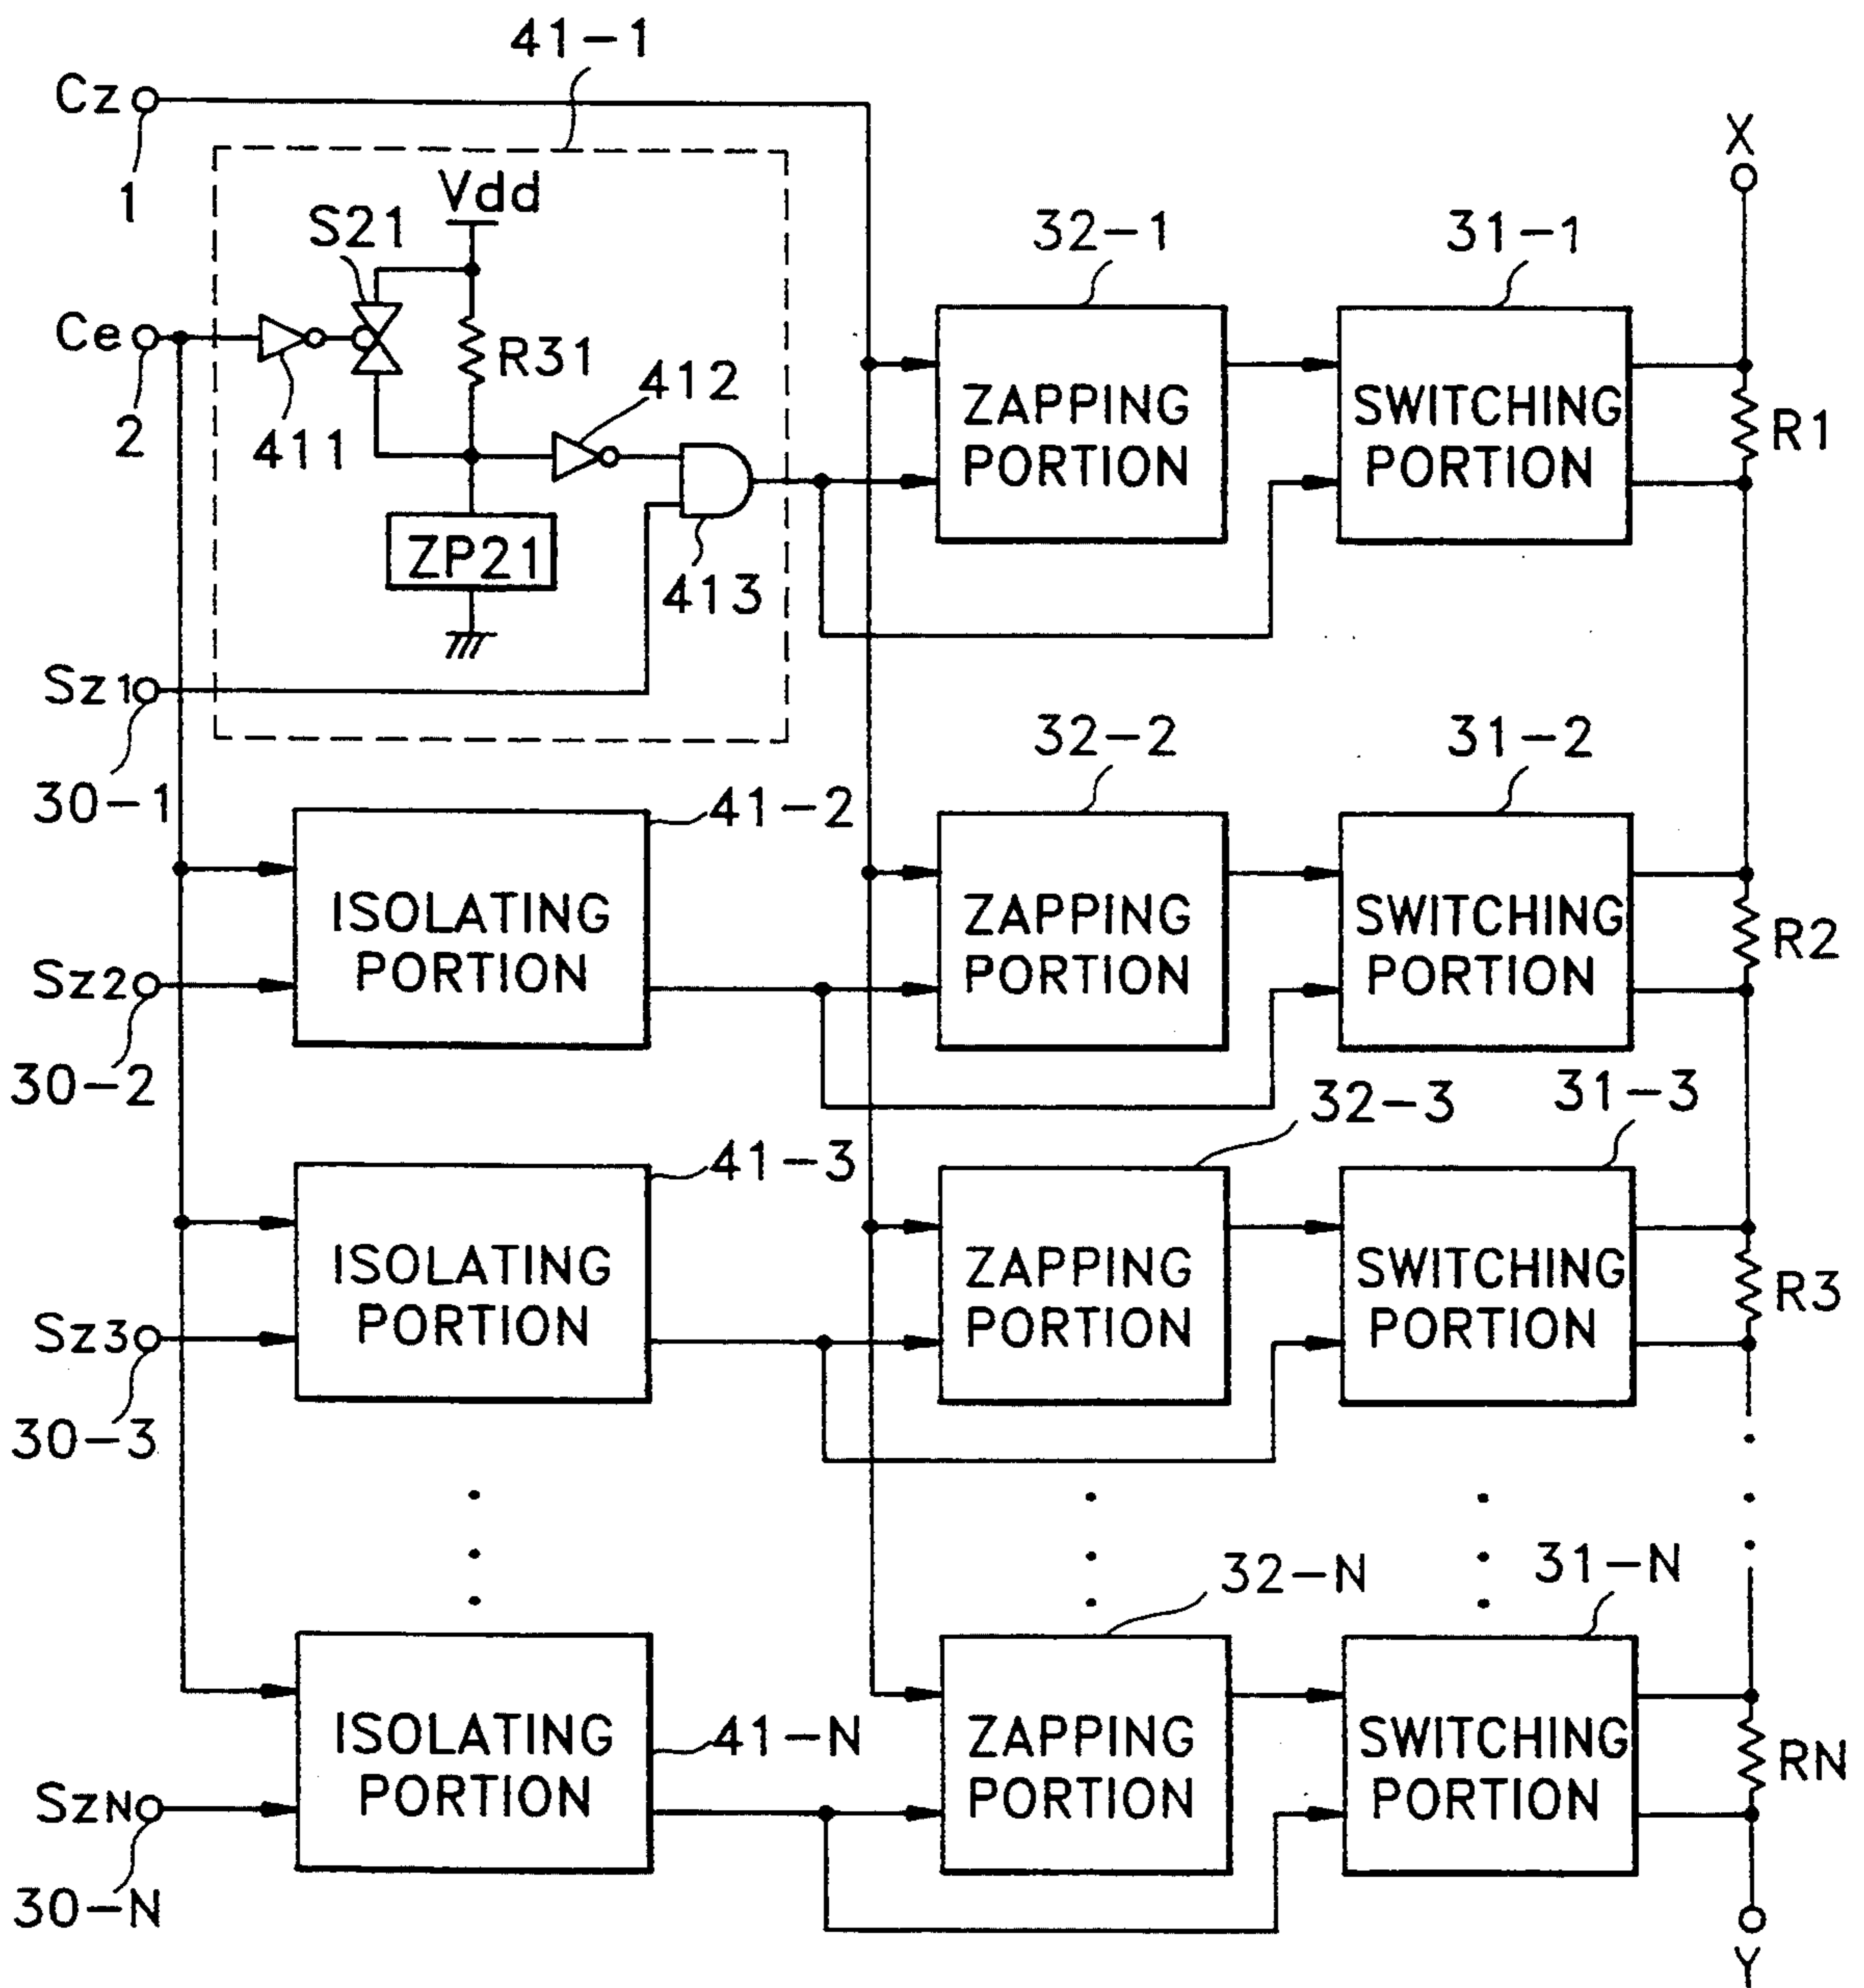 41-1
Cz
1
X
Vdd
S21
32-1
31-1
Ce
2
411
R31
412
ZAPPING
PORTION
SWITCHING
PORTION
R1
ZP21
413
Sz1
30-1
32-2
31-2
41-2
ISOLATING
PORTION
ZAPPING
PORTION
SWITCHING
PORTION
R2
Sz2
30-2
32-3
31-3
41-3
ISOLATING
PORTION
ZAPPING
PORTION
SWITCHING
PORTION
R3
Sz3
30-3
32-N
31-N
41-N
ISOLATING
PORTION
ZAPPING
PORTION
SWITCHING
PORTION
RN
SzN
30-N
Y